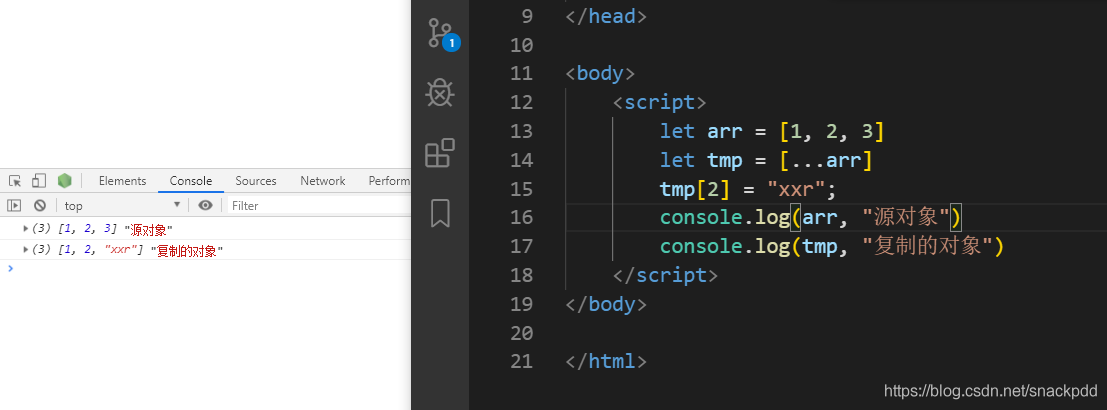 Elements Console Sources Network Perform
top Filter
(3) [1, 2, 3] "源对象"
(3) [1, 2, "xxr"] "复制的对象"
1
9 </head>
10
11 <body>
12 <script>
13 let arr = [1, 2, 3]
14 let tmp = [...arr]
15 tmp[2] = "xxr";
16 console.log(arr, "源对象")
17 console.log(tmp, "复制的对象")
18 </script>
19 </body>
20
21 </html>
https://blog.csdn.net/snackpdd